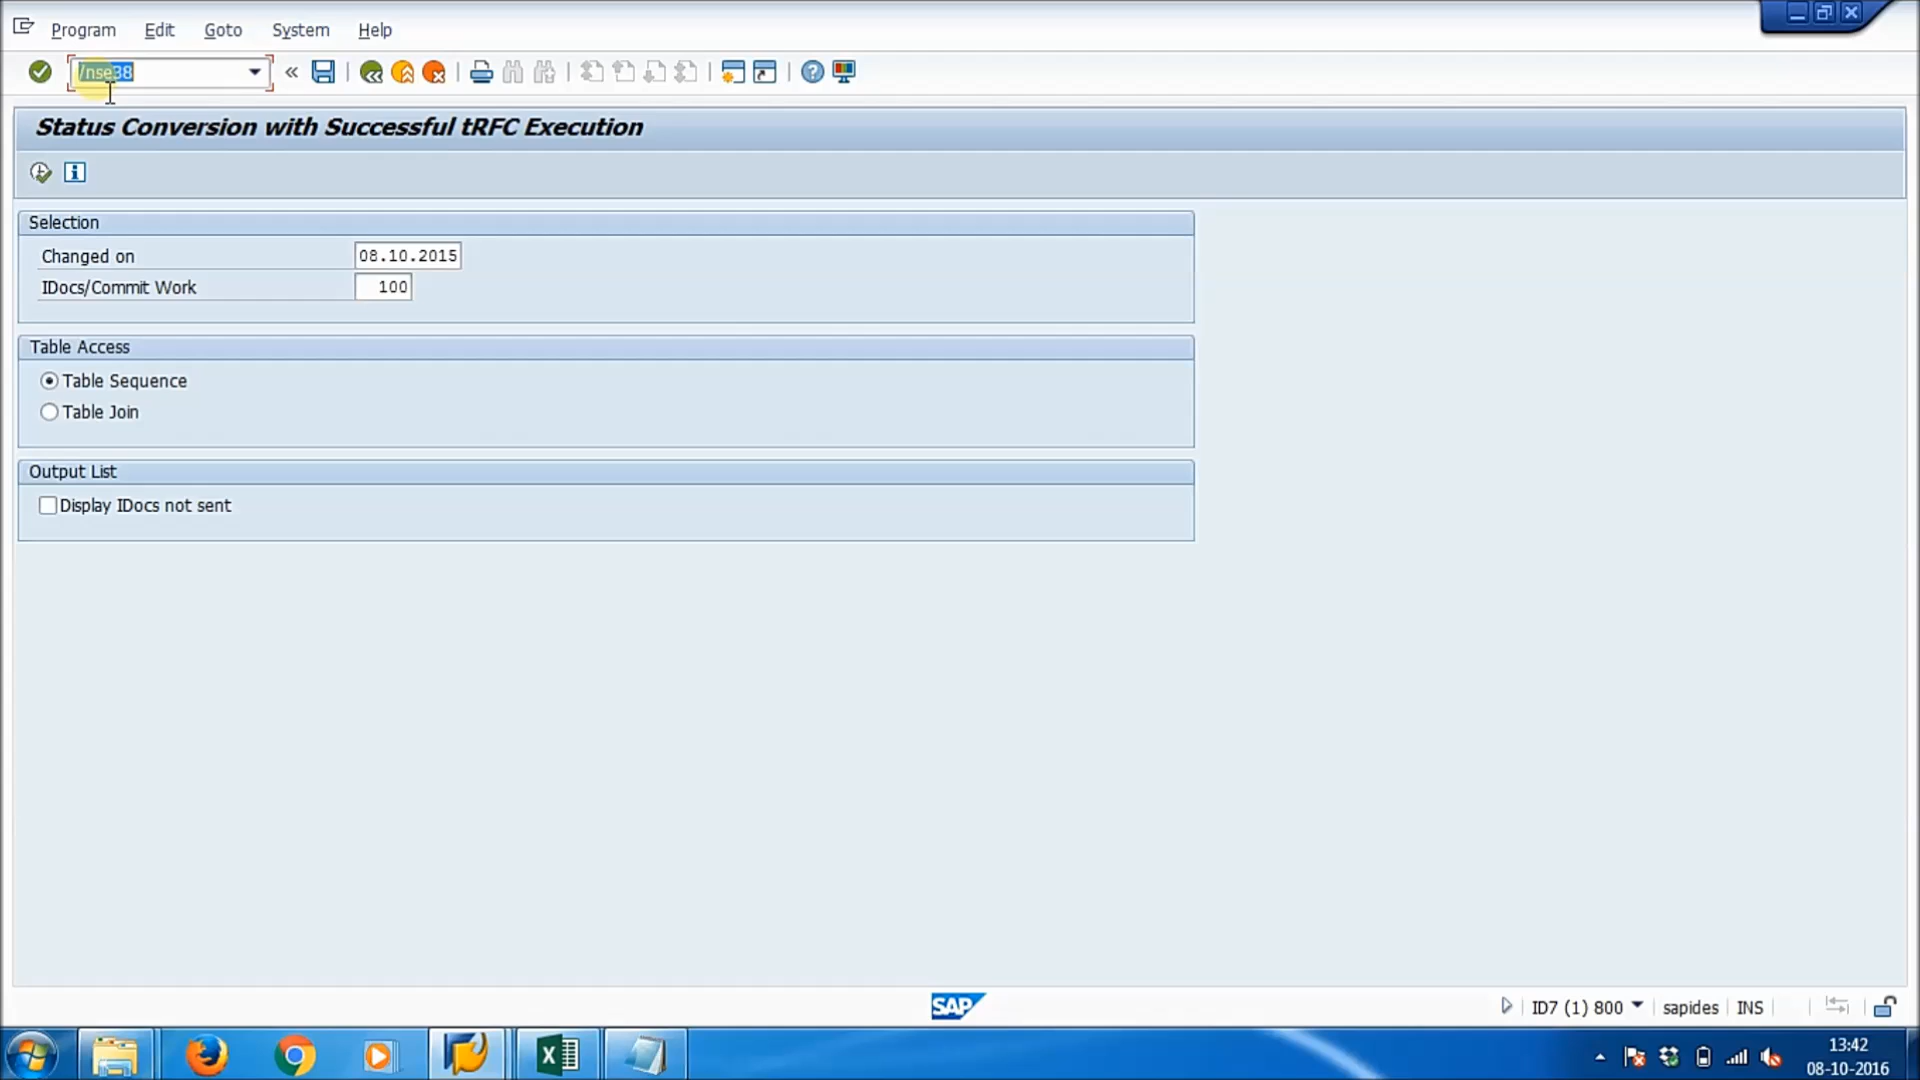 Program Edit Goto System Help
/nse38
Status Conversion with Successful tRFC Execution
Selection
Changed on 08.10.2015
IDocs/Commit Work 100
Table Access
Table Sequence
Table Join
Output List
Display IDocs not sent
SAP ID7 (1) 800 sapides INS
13:42
08-10-2016